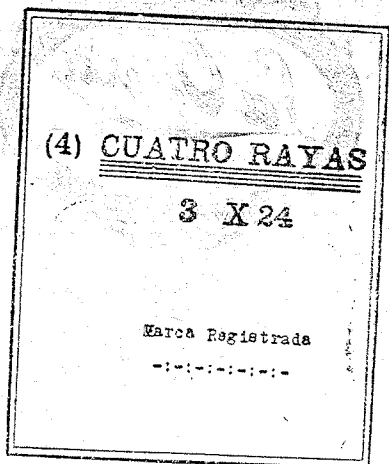 (4) CUATRO RAYAS
3 X 24
Marca Registrada
-:-:-:-:-:-:-